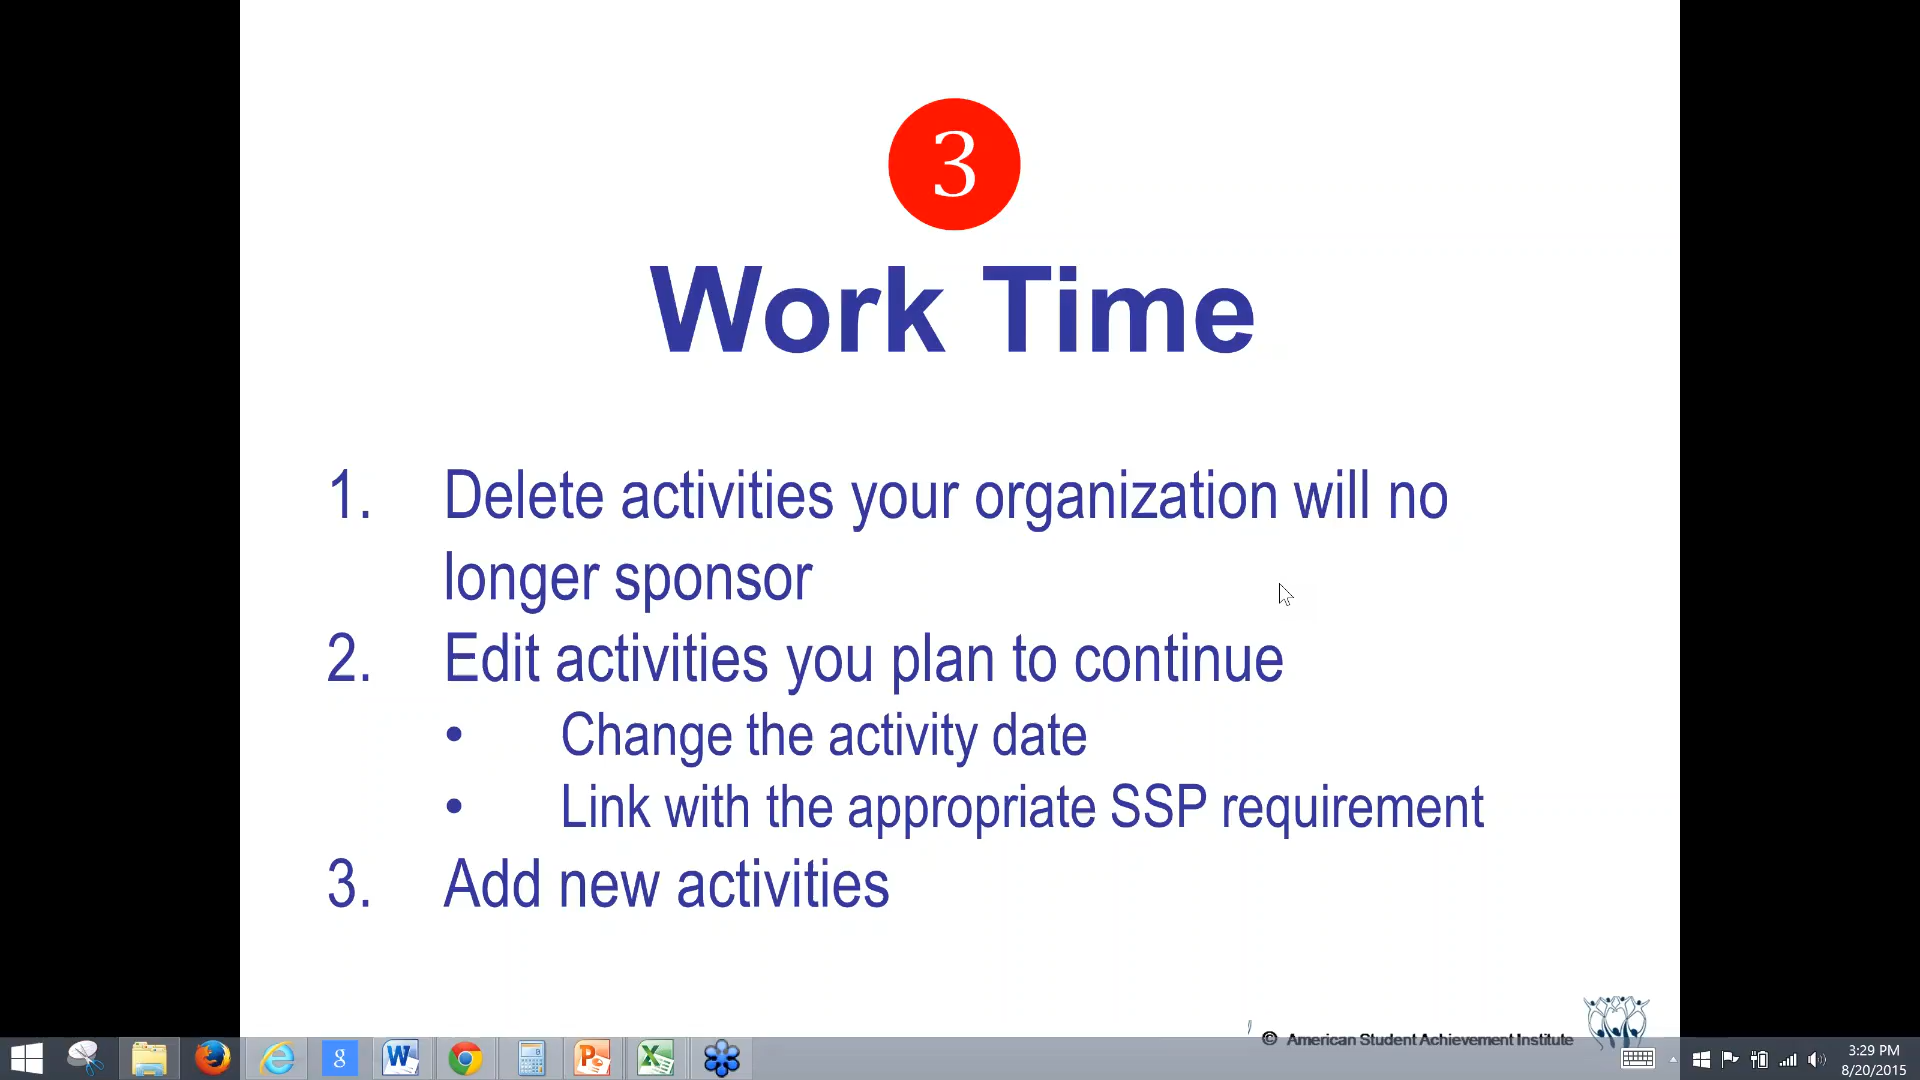 3
Work Time
1. Delete activities your organization will no
longer sponsor
2. Edit activities you plan to continue
• Change the activity date
• Link with the appropriate SSP requirement
3. Add new activities
© American Student Achievement Institute
g
3:29 PM
8/20/2015